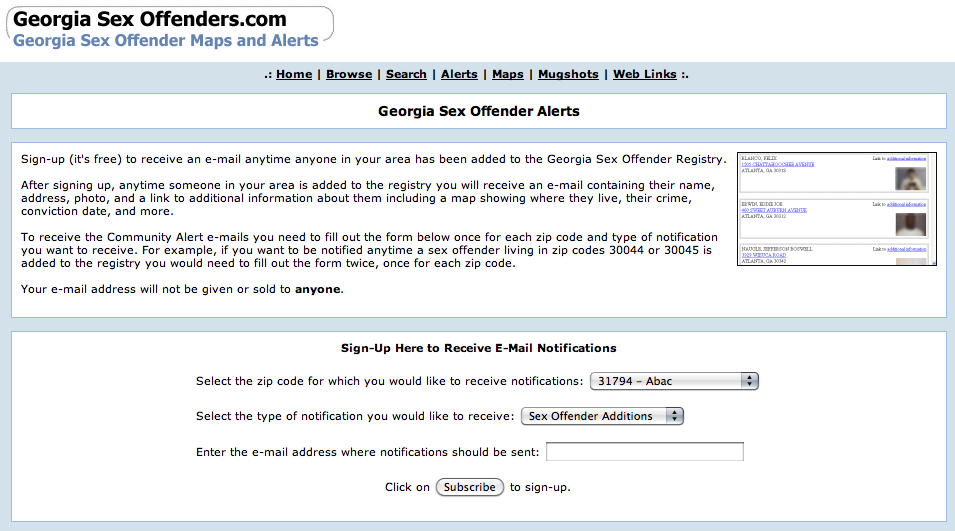 Georgia Sex Offenders.com
Georgia Sex Offender Maps and Alerts
.: Home | Browse | Search | Alerts | Maps | Mugshots | Web Links :.
Georgia Sex Offender Alerts
Sign-up (it's free) to receive an e-mail anytime anyone in your area has been added to the Georgia Sex Offender Registry.
After signing up, anytime someone in your area is added to the registry you will receive an e-mail containing their name,
address, photo, and a link to additional information about them including a map showing where they live, their crime,
conviction date, and more.
To receive the Community Alert e-mails you need to fill out the form below once for each zip code and type of notification
you want to receive. For example, if you want to be notified anytime a sex offender living in zip codes 30044 or 30045 is
added to the registry you would need to fill out the form twice, once for each zip code.
Your e-mail address will not be given or sold to anyone.
BLANCO, FELIX
Link to additional information
CHATTAHOOCHEE AVENUE
ATLANTA, GA 30318
ERWIN, EDDIE JOE
Link to additional information
SWEET AUBURN AVENUE
ATLANTA, GA 30312
NAUGLE, JEFFERSON BOSWELL
Link to additional information
WIEUCA ROAD
ATLANTA, GA 30342
Sign-Up Here to Receive E-Mail Notifications
Select the zip code for which you would like to receive notifications: 31794 – Abac
Select the type of notification you would like to receive: Sex Offender Additions
Enter the e-mail address where notifications should be sent:
Click on Subscribe to sign-up.